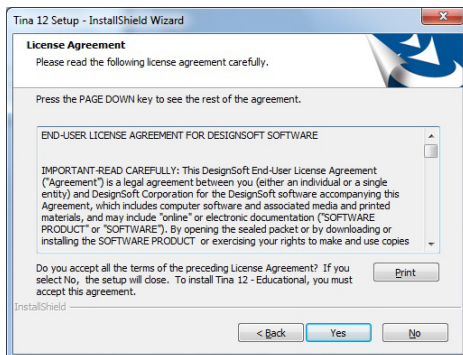 Tina 12 Setup - InstallShield Wizard
License Agreement
Please read the following license agreement carefully.
Press the PAGE DOWN key to see the rest of the agreement.
END-USER LICENSE AGREEMENT FOR DESIGNSOFT SOFTWARE
IMPORTANT-READ CAREFULLY: This DesignSoft End-User License Agreement
("Agreement") is a legal agreement between you (either an individual or a single
entity) and DesignSoft Corporation for the DesignSoft software accompanying this
Agreement, which includes computer software and associated media and printed
materials, and may include "online" or electronic documentation ("SOFTWARE
PRODUCT" or "SOFTWARE"). By opening the sealed packet or by downloading or
installing the SOFTWARE PRODUCT or exercising your rights to make and use copies
Do you accept all the terms of the preceding License Agreement? If you
select No, the setup will close. To install Tina 12 - Educational, you must
accept this agreement.
Print
InstallShield
< Back Yes No